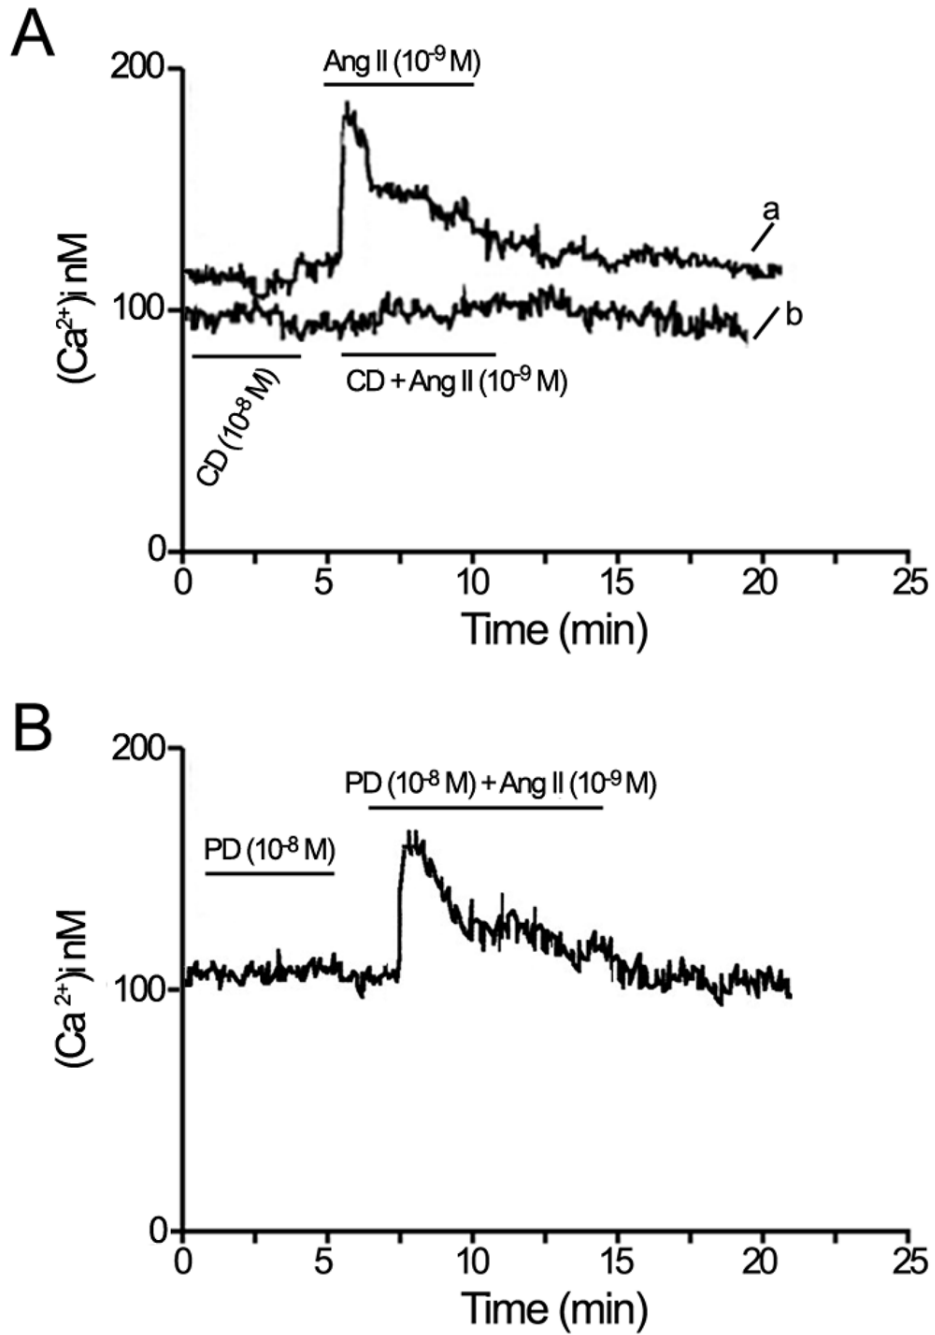 A
200
Ang II (10⁻⁹ M)
a
(Ca²⁺)i nM
100
b
CD + Ang II (10⁻⁹ M)
CD (10⁻⁸ M)
0
0 5 10 15 20 25
Time (min)
B
200
PD (10⁻⁸ M) + Ang II (10⁻⁹ M)
PD (10⁻⁸ M)
(Ca ²⁺)i nM
100
0
0 5 10 15 20 25
Time (min)